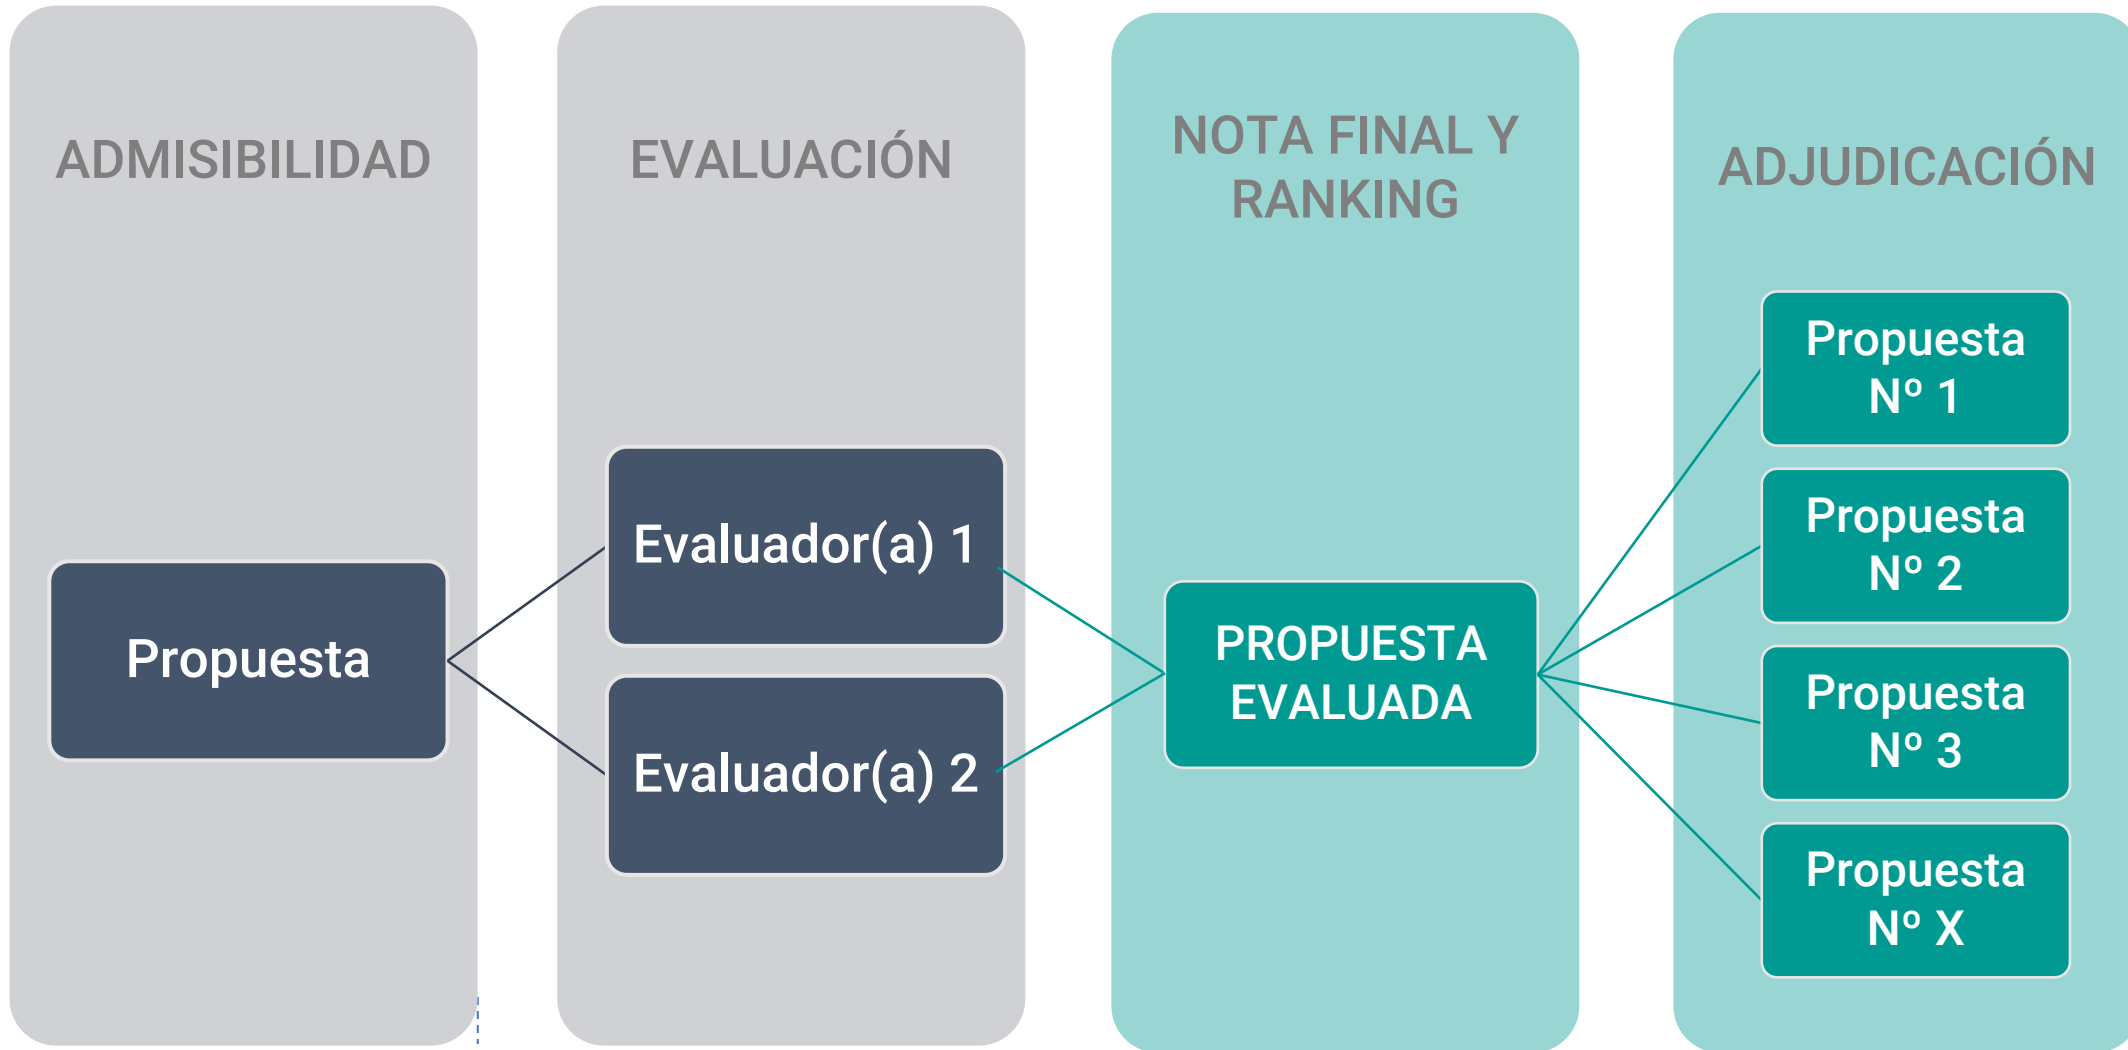 ADMISIBILIDAD
Propuesta
EVALUACIÓN
Evaluador(a) 1
Evaluador(a) 2
NOTA FINAL Y
RANKING
PROPUESTA
EVALUADA
ADJUDICACIÓN
Propuesta
Nº 1
Propuesta
Nº 2
Propuesta
Nº 3
Propuesta
Nº X